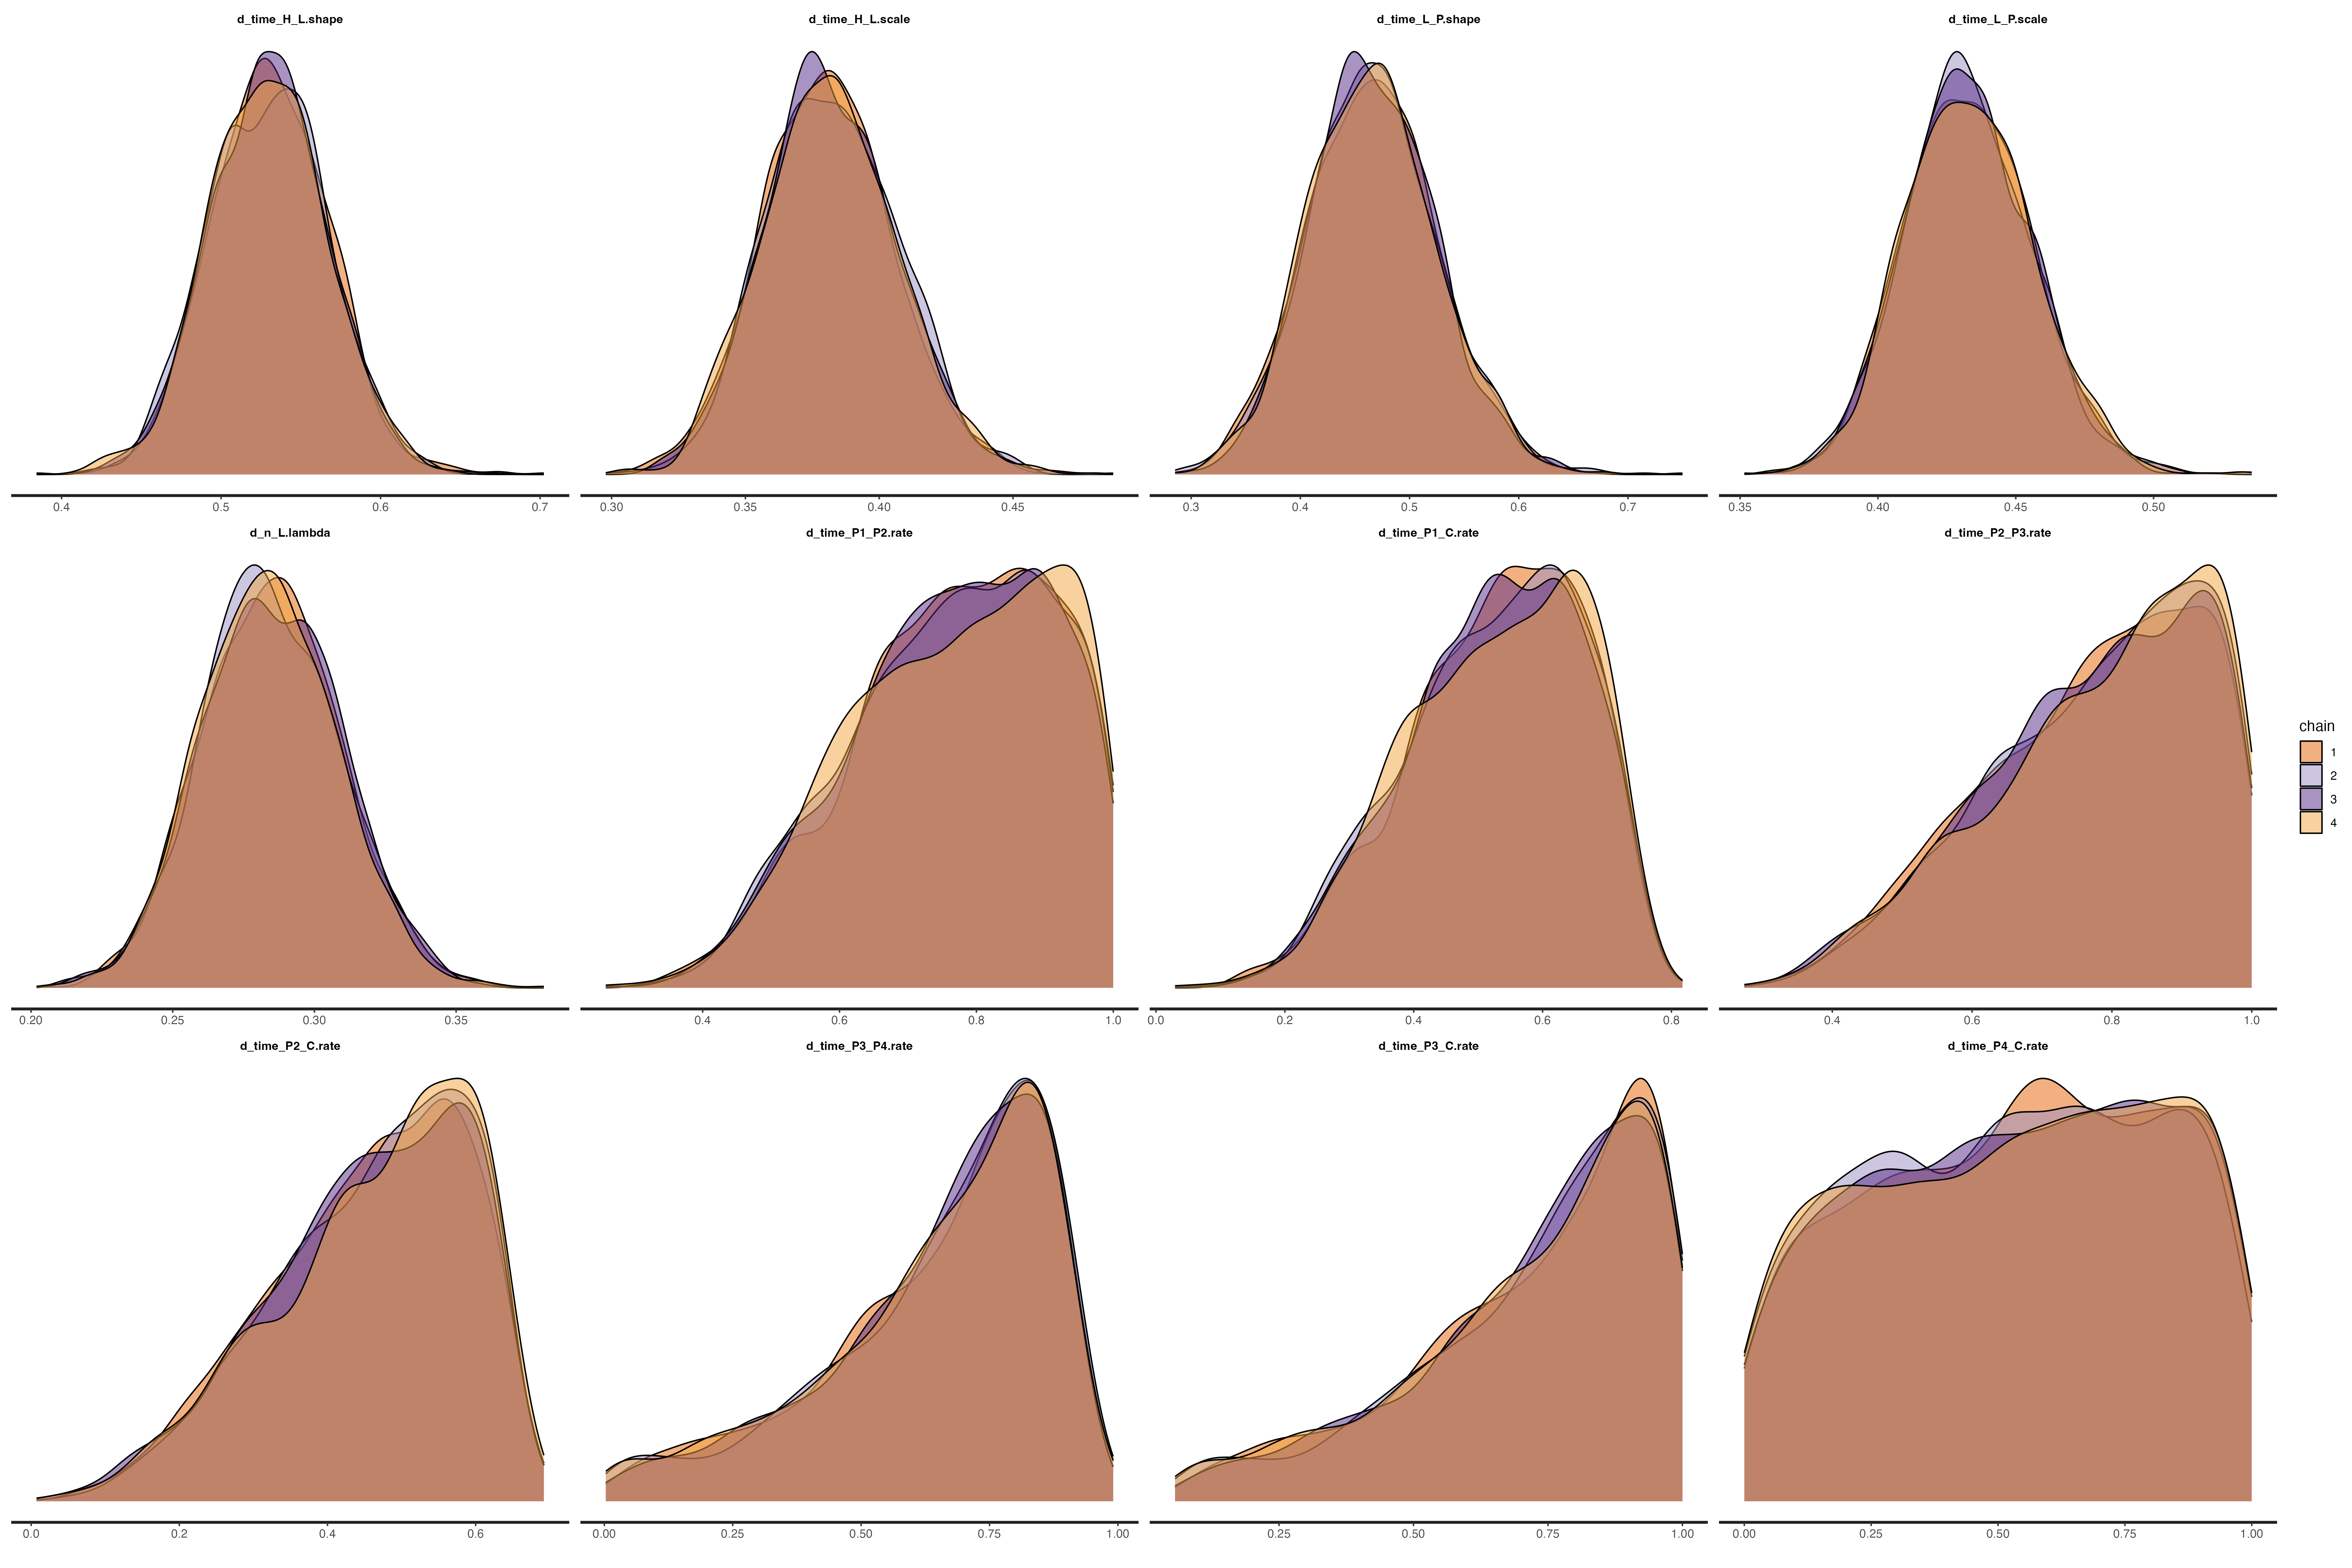 d_time_H_L.shape d_time_H_L.scale d_time_L_P.shape d_time_L_P.scale
0.4 0.5 0.6 0.7 0.30 0.35 0.40 0.45 0.3 0.4 0.5 0.6 0.7 0.35 0.40 0.45 0.50
d_n_L.lambda d_time_P1_P2.rate d_time_P1_C.rate d_time_P2_P3.rate
chain
1
2
3
4
0.20 0.25 0.30 0.35 0.4 0.6 0.8 1.0 0.0 0.2 0.4 0.6 0.8 0.4 0.6 0.8 1.0
d_time_P2_C.rate d_time_P3_P4.rate d_time_P3_C.rate d_time_P4_C.rate
0.0 0.2 0.4 0.6 0.00 0.25 0.50 0.75 1.00 0.25 0.50 0.75 1.00 0.00 0.25 0.50 0.75 1.00